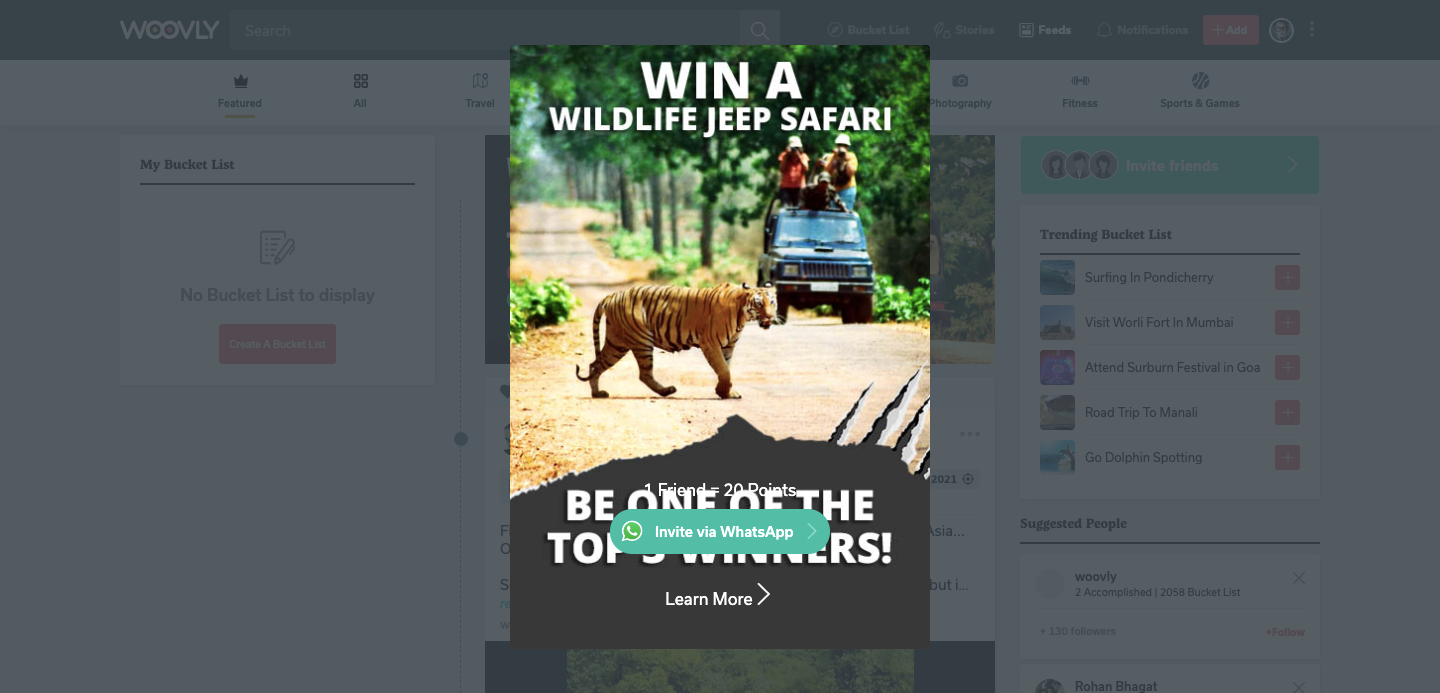 WOOVLY
Search
Bucket List
Stories
Feeds
Notifications
+ Add
Featured
All
Travel
Photography
Fitness
Sports & Games
My Bucket List
No Bucket List to display
Create A Bucket List
WIN A
WILDLIFE JEEP SAFARI
1 Friend = 20 Points
BE ONE OF THE
Invite via WhatsApp
TOP 3 WINNERS!
Learn More
2021
Asia...
but i...
Invite friends
Trending Bucket List
Surfing In Pondicherry
Visit Worli Fort In Mumbai
Attend Surburn Festival in Goa
Road Trip To Manali
Go Dolphin Spotting
Suggested People
woovly
2 Accomplished | 2058 Bucket List
+ 130 followers
+Follow
Rohan Bhagat